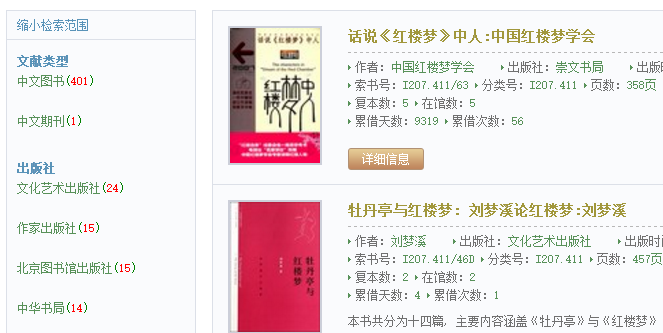 缩小检索范围
文献类型
中文图书(401)
中文期刊(1)
出版社
文化艺术出版社(24)
作家出版社(15)
北京图书馆出版社(15)
中华书局(14)
话说《红楼梦》中人
红楼梦中人
话说《红楼梦》中人:中国红楼梦学会
作者: 中国红楼梦学会 出版社: 崇文书局 出版
索书号: I207.411/63 分类号: I207.411 页数: 358页
复本数: 5 在馆数: 5
累借天数: 9319 累借次数: 56
详细信息
牡丹亭与
红楼梦
牡丹亭与红楼梦: 刘梦溪论红楼梦:刘梦溪
作者: 刘梦溪 出版社: 文化艺术出版社 出版时
索书号: I207.411/46D 分类号: I207.411 页数: 457页
复本数: 2 在馆数: 2
累借天数: 4 累借次数: 1
本书共分为十四篇, 主要内容涵盖《牡丹亭》与《红楼梦》